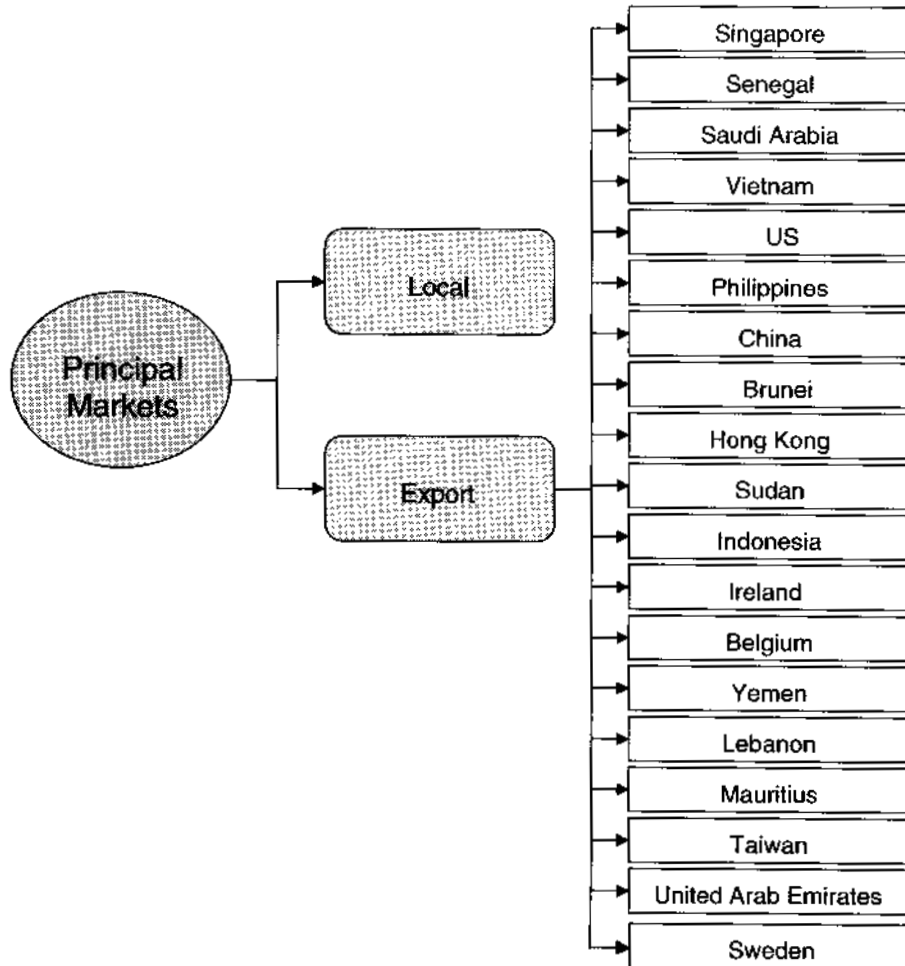 Principal
Markets
Local
Export
Singapore
Senegal
Saudi Arabia
Vietnam
US
Philippines
China
Brunei
Hong Kong
Sudan
Indonesia
Ireland
Belgium
Yemen
Lebanon
Mauritius
Taiwan
United Arab Emirates
Sweden